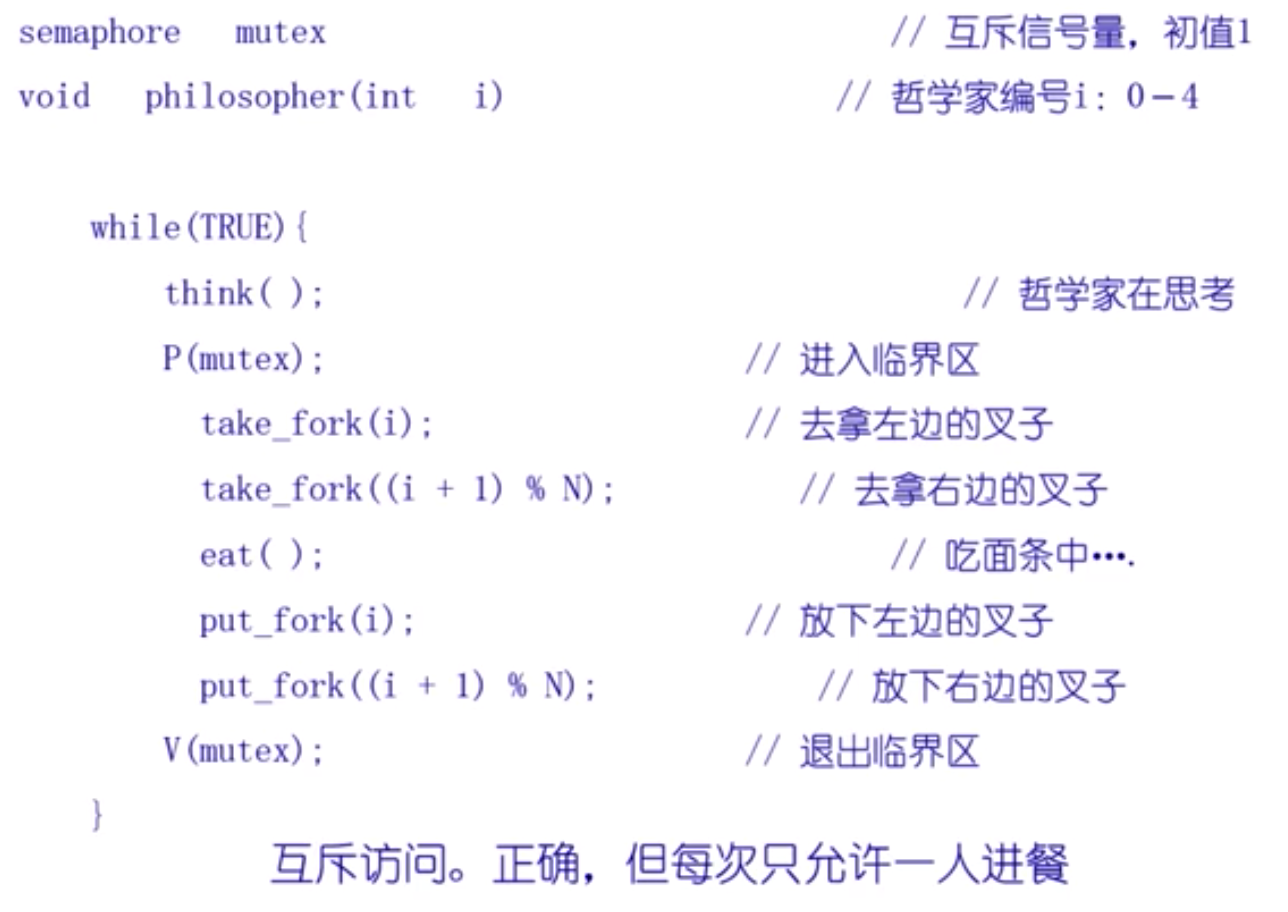 semaphore mutex // 互斥信号量，初值1
void philosopher(int i) // 哲学家编号i: 0－4
while(TRUE){
think( ); // 哲学家在思考
P(mutex); // 进入临界区
take_fork(i); // 去拿左边的叉子
take_fork((i + 1) % N); // 去拿右边的叉子
eat( ); // 吃面条中….
put_fork(i); // 放下左边的叉子
put_fork((i + 1) % N); // 放下右边的叉子
V(mutex); // 退出临界区
}
互斥访问。正确，但每次只允许一人进餐